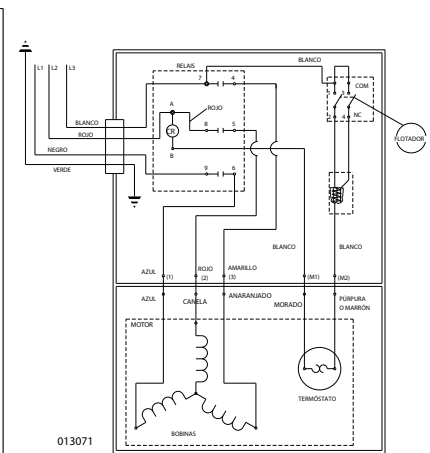 BLANCO
RELAIS
L1 L2 L3
7 4
COM
1 3
A
ROJO
NC
2 4
BLANCO
CR
8 5
FLOTADOR
ROJO
B
NEGRO
9 6
VERDE
BLANCO
BLANCO
AZUL
(1)
ROJO
(2)
AMARILLO
(3)
(M1)
(M2)
AZUL
CANELA
ANARANJADO
MORADO
PÚRPURA
O MARRÓN
MOTOR
TERMÓSTATO
BOBINAS
013071